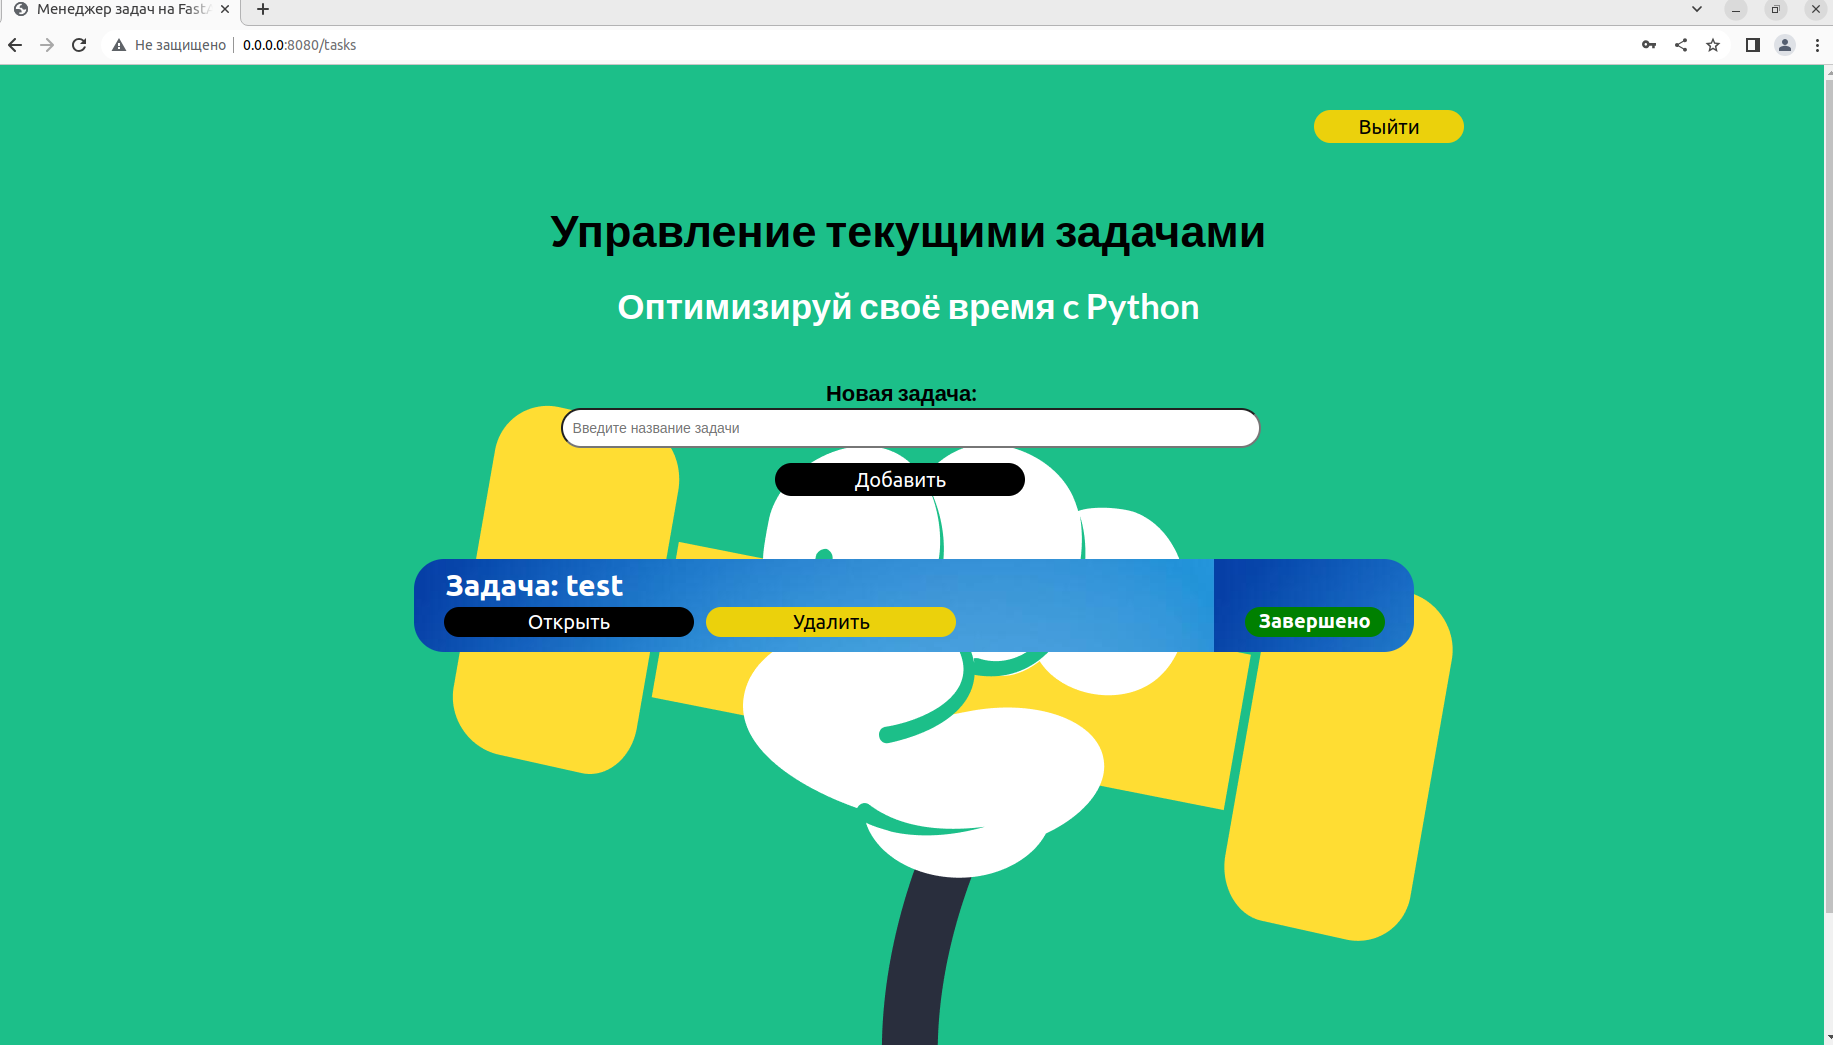 Менеджер задач на FastA
Не защищено 0.0.0.0:8080/tasks
Выйти
Управление текущими задачами
Оптимизируй своё время с Python
Новая задача:
Введите название задачи
Добавить
Задача: test
Открыть Удалить Завершено